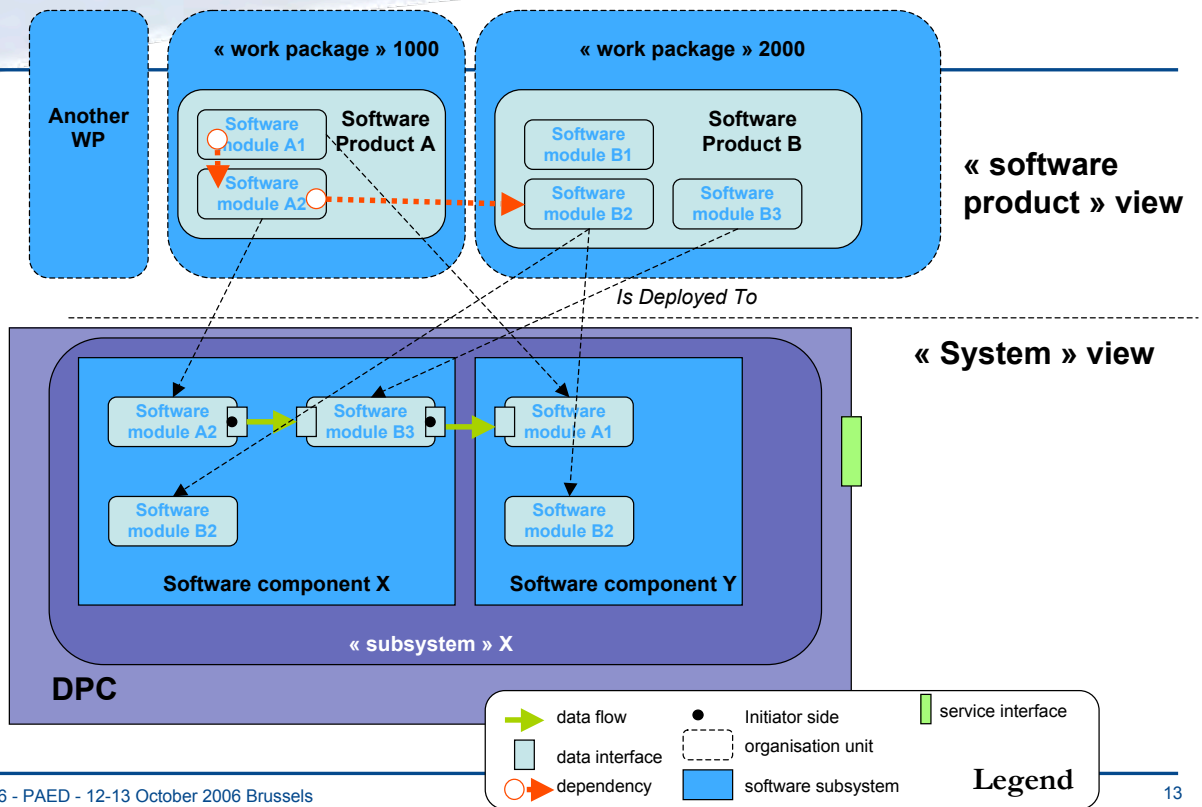 « work package » 1000
« work package » 2000
Another
WP
Software
module A1
Software
Product A
Software
module A2
Software
module B1
Software
Product B
Software
module B2
Software
module B3
« software
product » view
Is Deployed To
« System » view
Software
module A2
Software
module B3
Software
module A1
Software
module B2
Software
module B2
Software component X
Software component Y
« subsystem » X
DPC
data flow
Initiator side
service interface
data interface
organisation unit
dependency
software subsystem
Legend
6 - PAED - 12-13 October 2006 Brussels
13